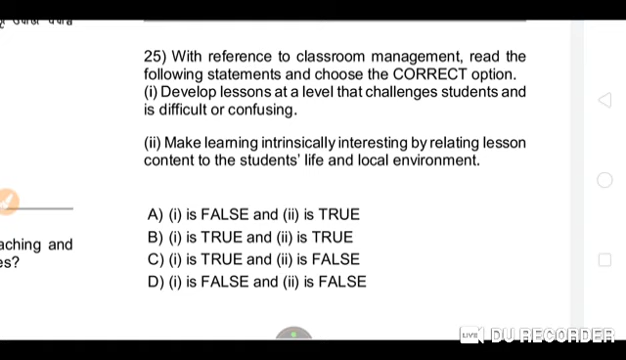 25) With reference to classroom management, read the
following statements and choose the CORRECT option.
(i) Develop lessons at a level that challenges students and
is difficult or confusing.
(ii) Make learning intrinsically interesting by relating lesson
content to the students' life and local environment.
A) (i) is FALSE and (ii) is TRUE
B) (i) is TRUE and (ii) is TRUE
aching and
es?
C) (i) is TRUE and (ii) is FALSE
D) (i) is FALSE and (ii) is FALSE
LIVE DU RECORDER